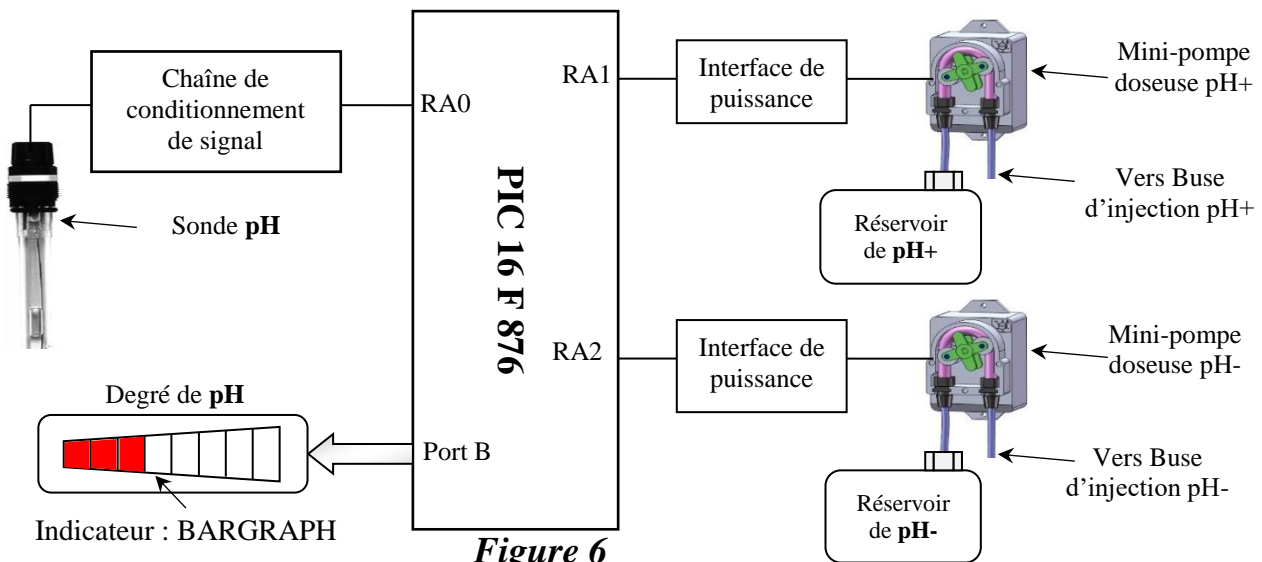 Chaîne de
conditionnement
de signal
Sonde pH
Degré de pH
Indicateur : BARGRAPH
RA0
RA1
RA2
Port B
PIC 16 F 876
Figure 6
Interface de
puissance
Mini-pompe
doseuse pH+
Vers Buse
d’injection pH+
Réservoir
de pH+
Interface de
puissance
Mini-pompe
doseuse pH-
Vers Buse
d’injection pH-
Réservoir
de pH-